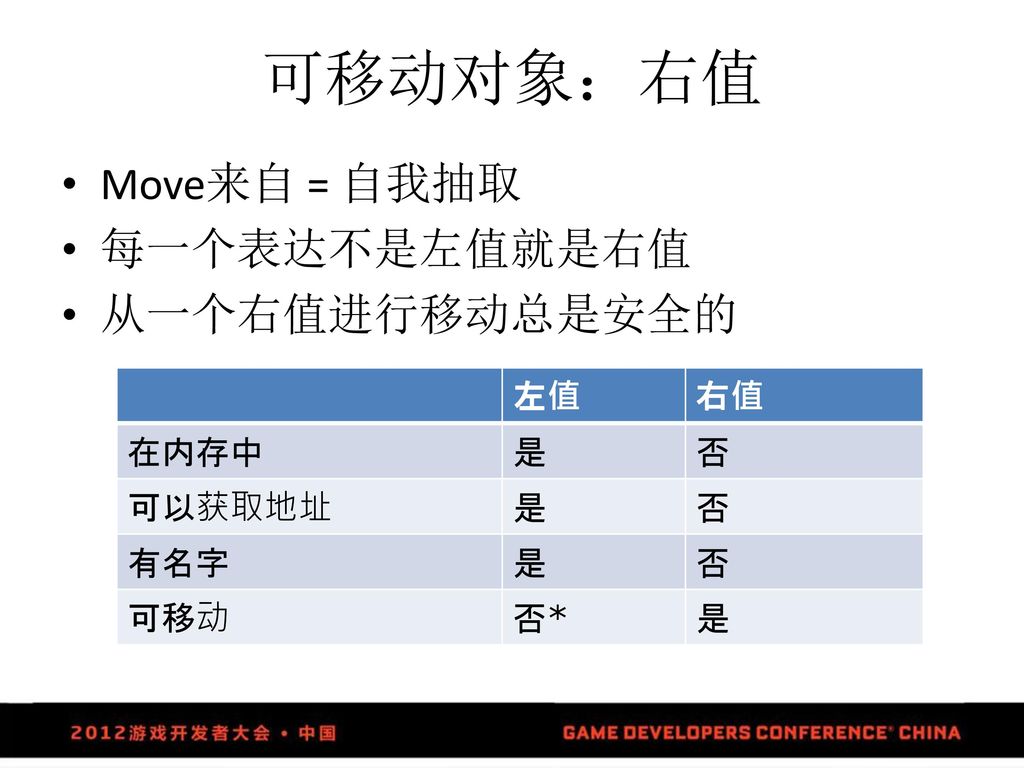 可移动对象：右值
• Move来自 = 自我抽取
• 每一个表达不是左值就是右值
• 从一个右值进行移动总是安全的
左值 右值
在内存中 是 否
可以获取地址 是 否
有名字 是 否
可移动 否* 是
2012游戏开发者大会 • 中国 GAME DEVELOPERS CONFERENCE® CHINA